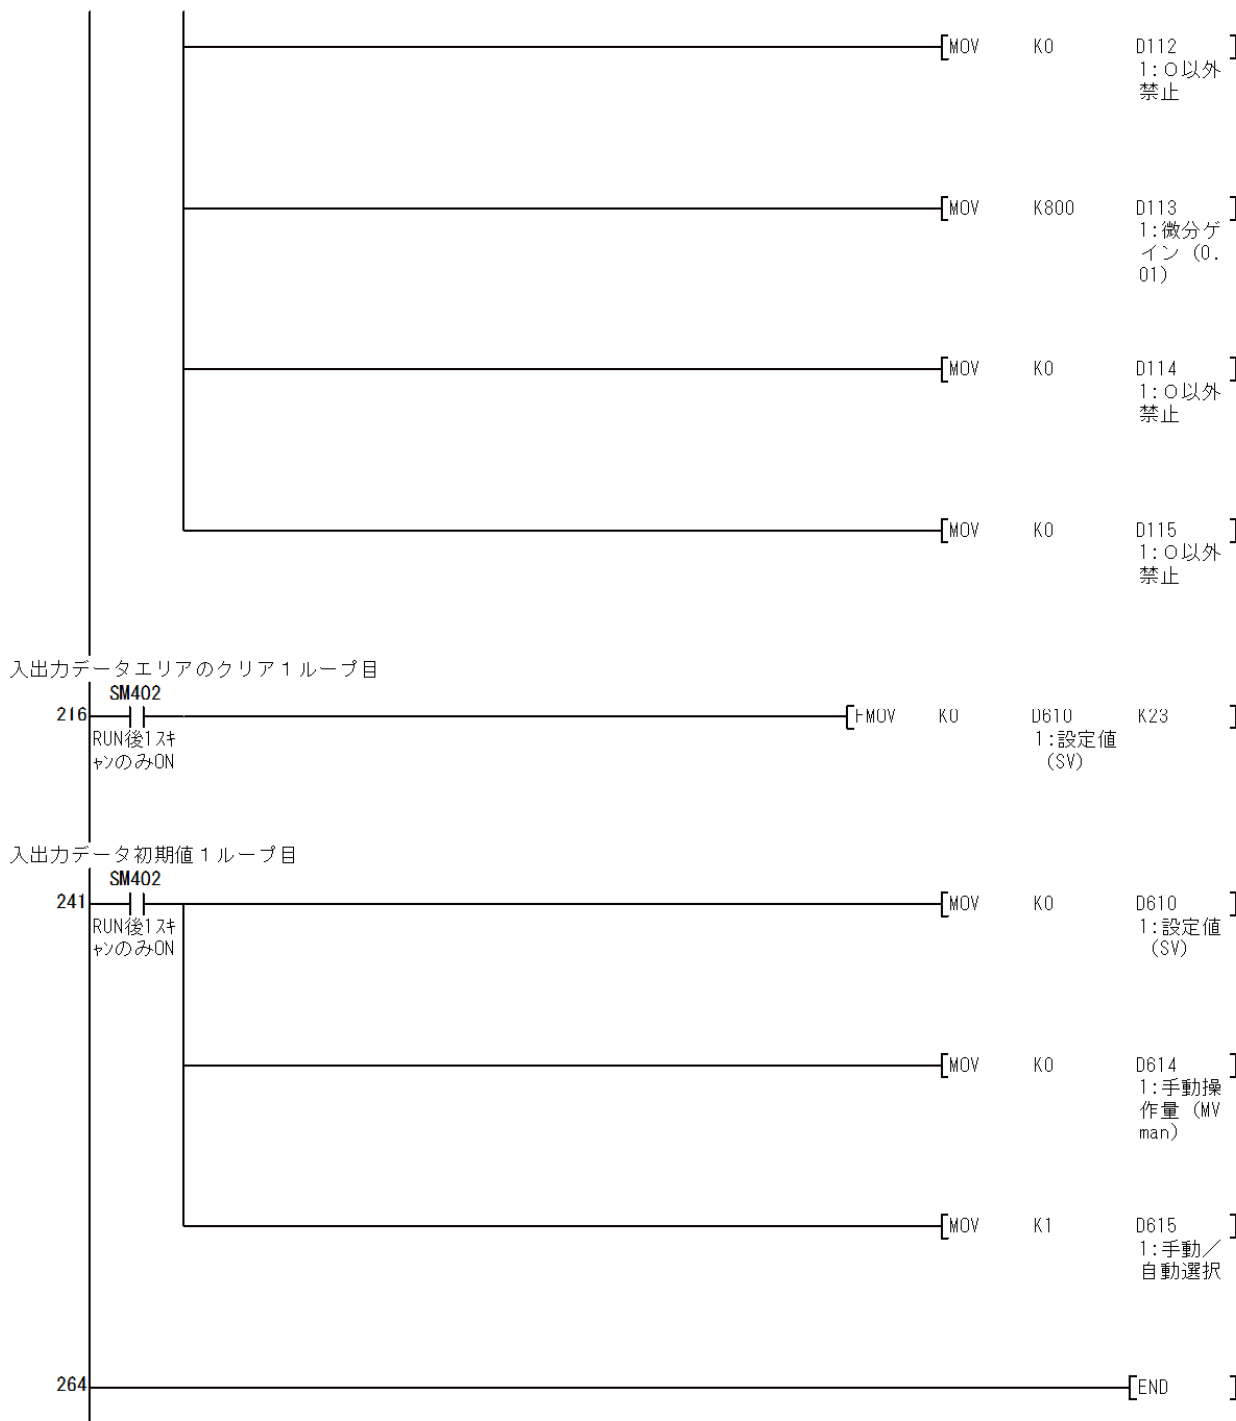 MOV K0 D112
1:○以外
禁止
MOV K800 D113
1:微分ゲ
イン (0.
01)
MOV K0 D114
1:○以外
禁止
MOV K0 D115
1:○以外
禁止
入出力データエリアのクリア1ループ目
SM402
216 FMOV K0 D610 K23
RUN後1スキ
ャンのみON
1:設定値
(SV)
入出力データ初期値1ループ目
SM402
241 MOV K0 D610
RUN後1スキ
ャンのみON
1:設定値
(SV)
MOV K0 D614
1:手動操
作量 (MV
man)
MOV K1 D615
1:手動/
自動選択
264 END